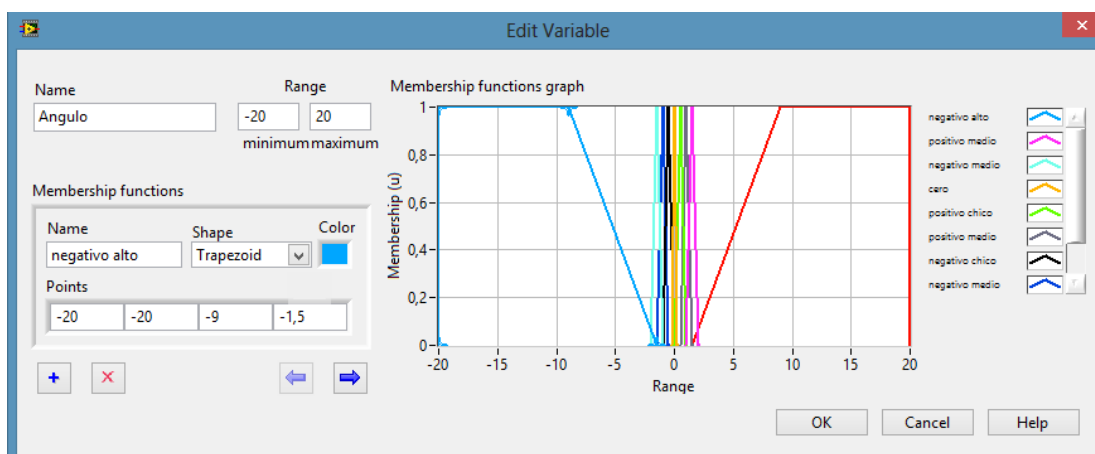 Edit Variable
Name
Range
Angulo
-20
20
minimum
maximum
Membership functions
Name
Shape
Color
negativo alto
Trapezoid
Points
-20
-20
-9
-1,5
Membership functions graph
Membership (u)
1
0,8
0,6
0,4
0,2
0
-20
-15
-10
-5
0
5
10
15
20
Range
negativo alto
positivo medio
negativo medio
cero
positivo chico
positivo medio
negativo chico
negativo medio
OK
Cancel
Help